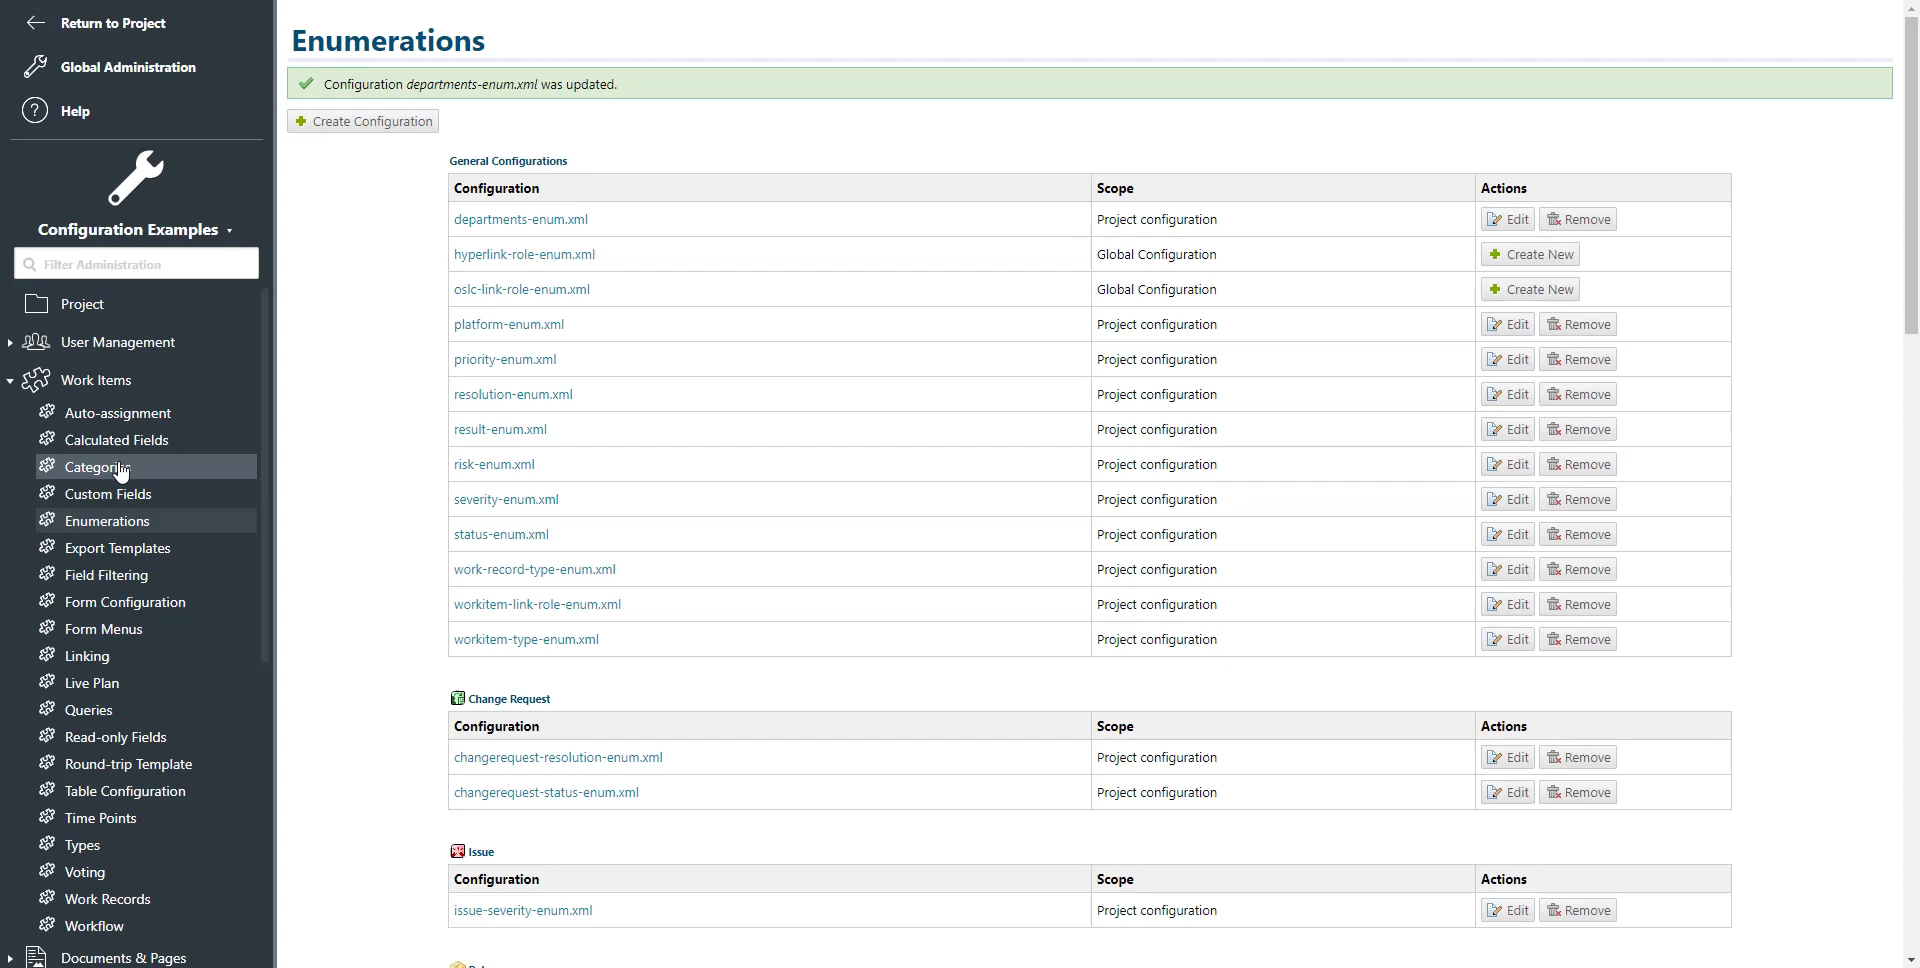 Return to Project
Global Administration
Help
Configuration Examples
Filter Administration
Project
User Management
Work Items
Auto-assignment
Calculated Fields
Custom Fields
Enumerations
Export Templates
Field Filtering
Form Configuration
Form Menus
Linking
Live Plan
Queries
Read-only Fields
Round-trip Template
Table Configuration
Time Points
Types
Voting
Work Records
Workflow
Documents & Pages
Enumerations
Configuration departments-enum.xml was updated.
Create Configuration
General Configurations
Configuration Scope Actions
departments-enum.xml Project configuration Edit Remove
hyperlink-role-enum.xml Global Configuration Create New
oslc-link-role-enum.xml Global Configuration Create New
platform-enum.xml Project configuration Edit Remove
priority-enum.xml Project configuration Edit Remove
resolution-enum.xml Project configuration Edit Remove
result-enum.xml Project configuration Edit Remove
risk-enum.xml Project configuration Edit Remove
severity-enum.xml Project configuration Edit Remove
status-enum.xml Project configuration Edit Remove
work-record-type-enum.xml Project configuration Edit Remove
workitem-link-role-enum.xml Project configuration Edit Remove
workitem-type-enum.xml Project configuration Edit Remove
Change Request
Configuration Scope Actions
changerequest-resolution-enum.xml Project configuration Edit Remove
changerequest-status-enum.xml Project configuration Edit Remove
Issue
Configuration Scope Actions
issue-severity-enum.xml Project configuration Edit Remove